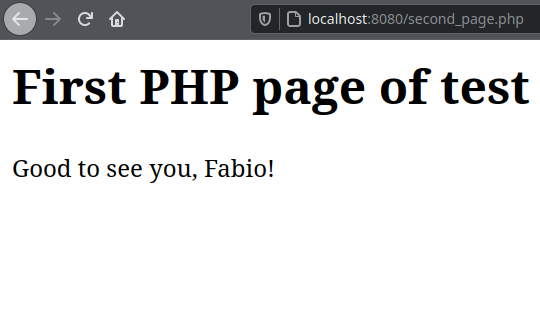 localhost:8080/second_page.php
First PHP page of test
Good to see you, Fabio!